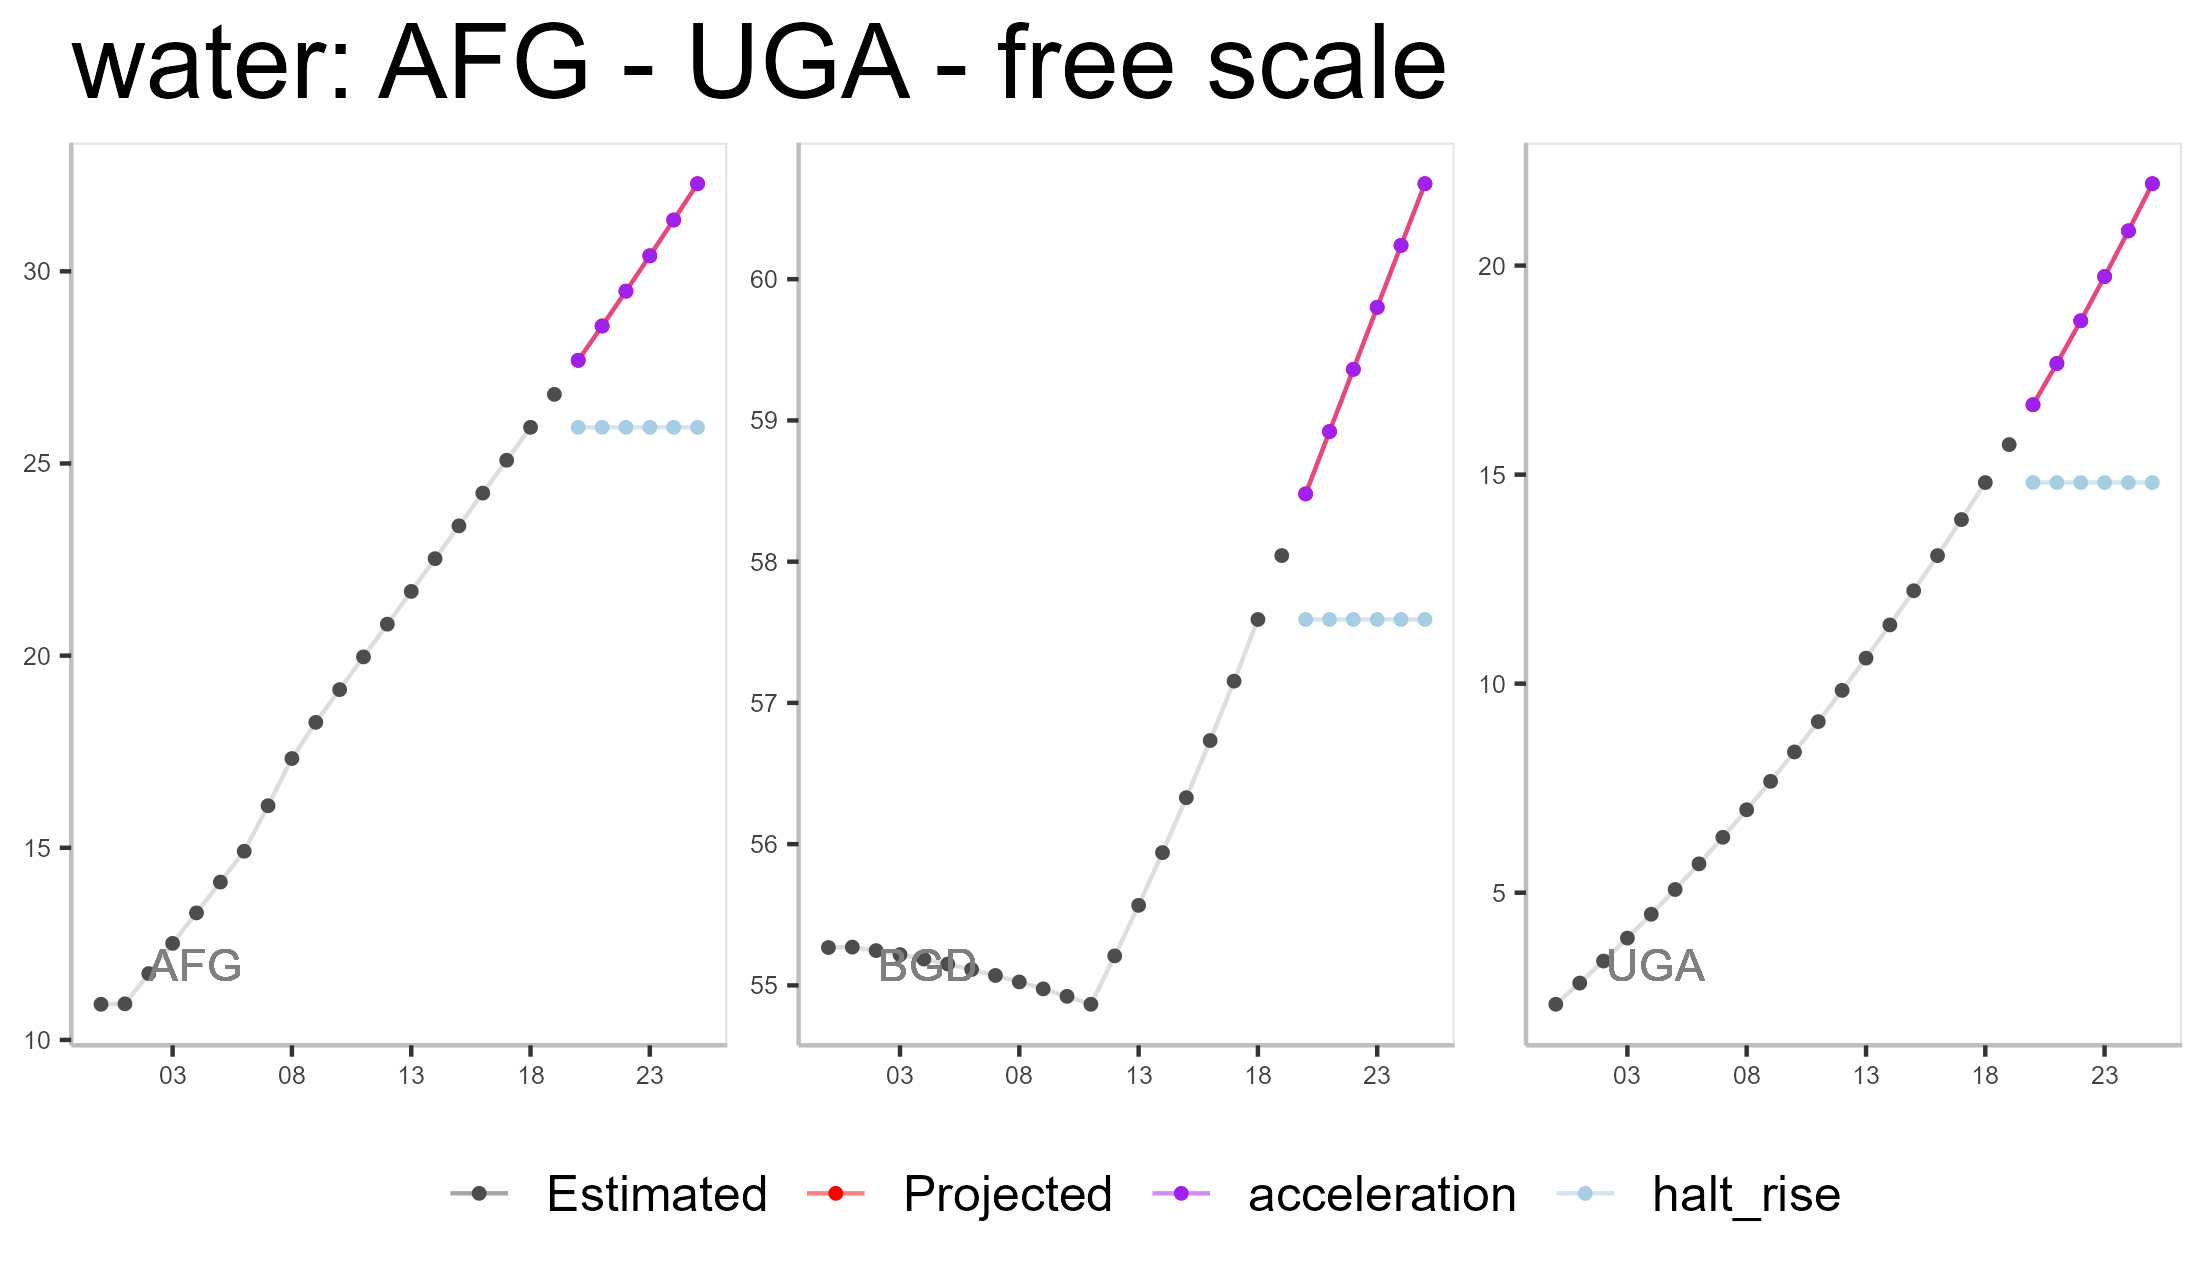 water: AFG - UGA - free scale
30
25
20
15
10
AFG
03 08 13 18 23
60
59
58
57
56
55
BGD
03 08 13 18 23
20
15
10
5
UGA
03 08 13 18 23
Estimated Projected acceleration halt_rise